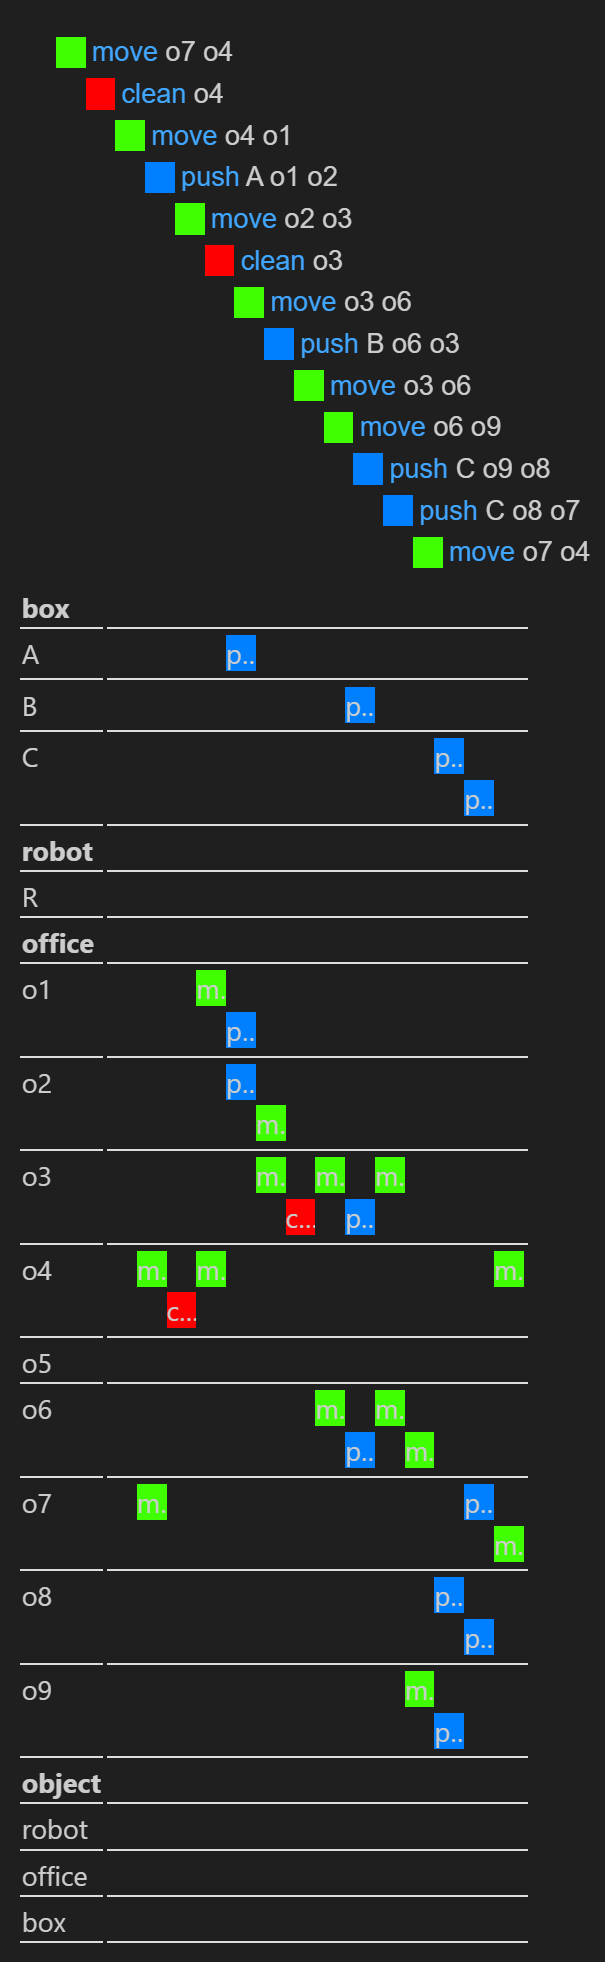 move o7 o4
clean o4
move o4 o1
push A o1 o2
move o2 o3
clean o3
move o3 o6
push B o6 o3
move o3 o6
move o6 o9
push C o9 o8
push C o8 o7
move o7 o4
box
A p..
B p..
C p..
p..
robot
R
office
o1 m.
p..
o2 p..
m.
o3 m. m. m.
c... p..
o4 m. m. m.
c...
o5
o6 m. m.
p.. m.
o7 m. p..
m.
o8 p..
p..
o9 m.
p..
object
robot
office
box